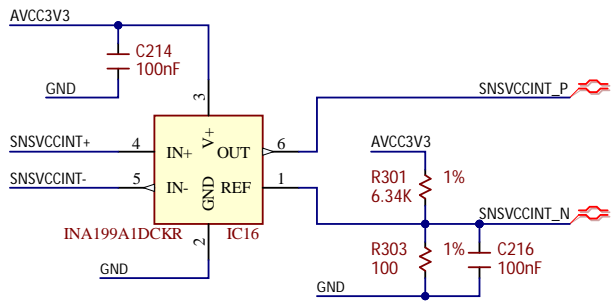 AVCC3V3
C214
100nF
GND
SNSVCCINT_P
3
V+
SNSVCCINT+
4
IN+
OUT
6
AVCC3V3
SNSVCCINT-
5
IN-
GND
REF
1
R301
1%
6.34K
SNSVCCINT_N
INA199A1DCKR
2
IC16
R303
1%
C216
100
100nF
GND
GND